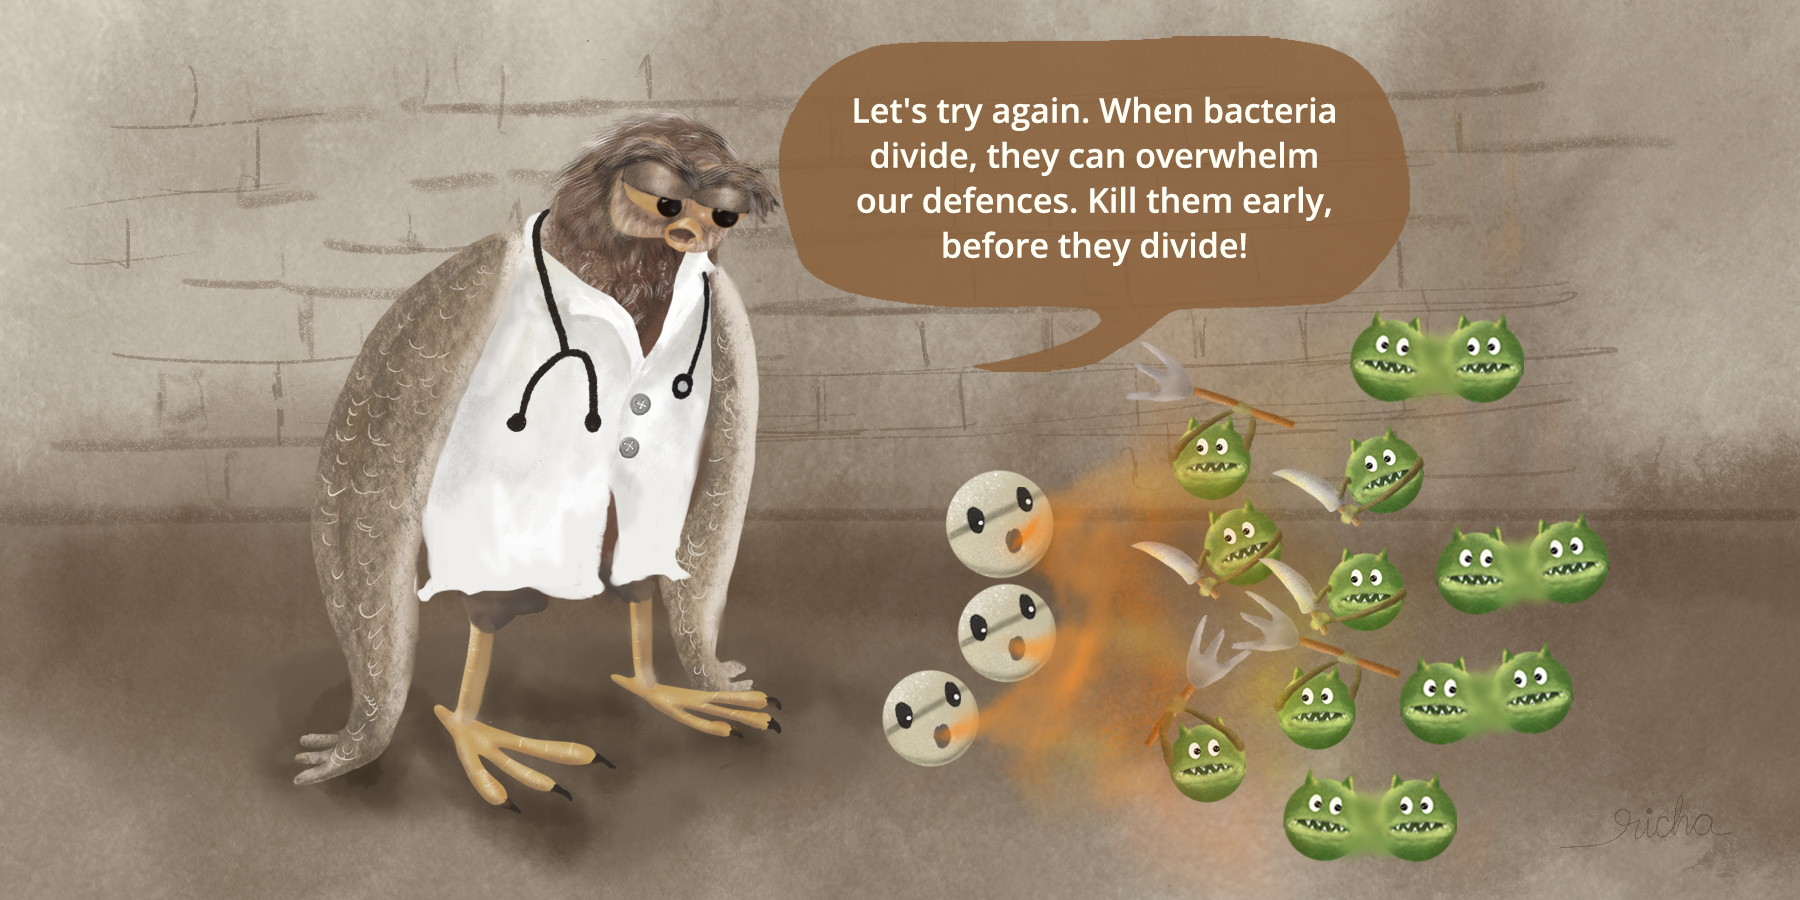 Let's try again. When bacteria
divide, they can overwhelm
our defences. Kill them early,
before they divide!
richa